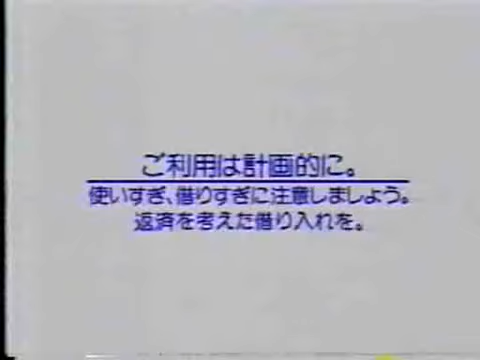 ご利用は計画的に。
使いすぎ、借りすぎに注意しましょう。
返済を考えた借り入れを。